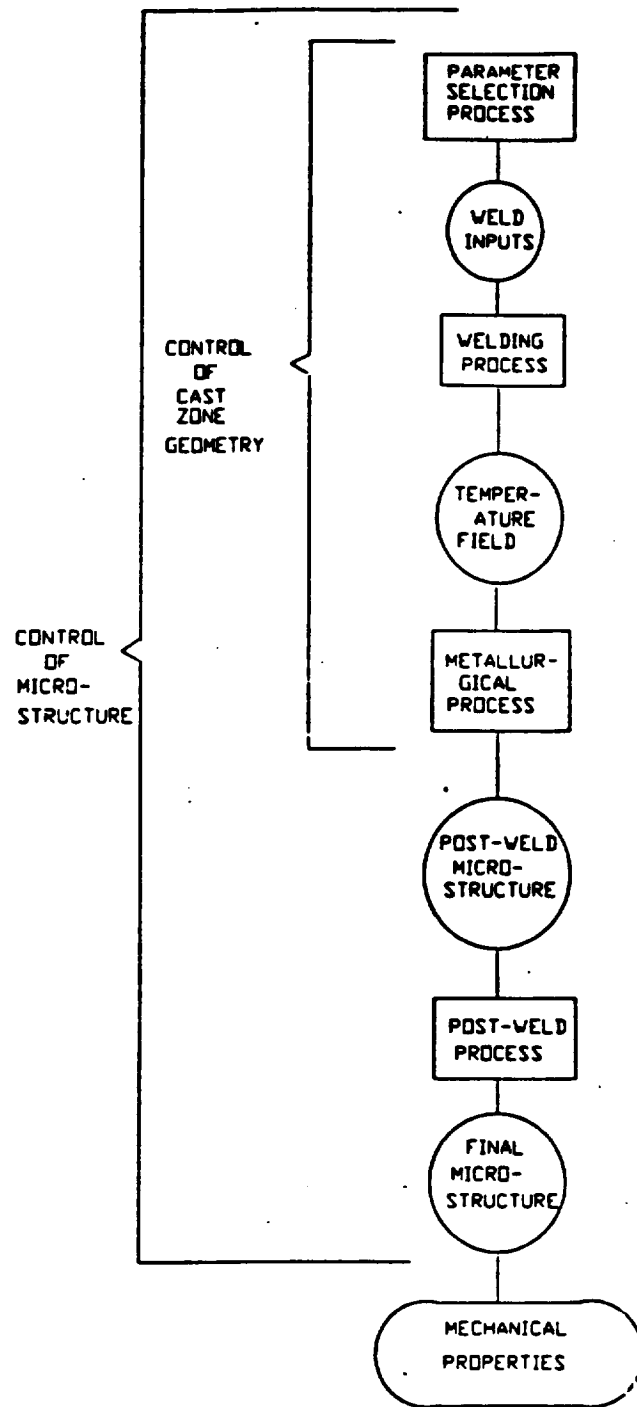 PARAMETER
SELECTION
PROCESS
WELD
INPUTS
WELDING
PROCESS
CONTROL
OF
CAST
ZONE
GEOMETRY
TEMPER-
ATURE
FIELD
CONTROL
OF
MICRO-
STRUCTURE
METALLUR-
GICAL
PROCESS
POST-WELD
MICRO-
STRUCTURE
POST-WELD
PROCESS
FINAL
MICRO-
STRUCTURE
MECHANICAL
PROPERTIES